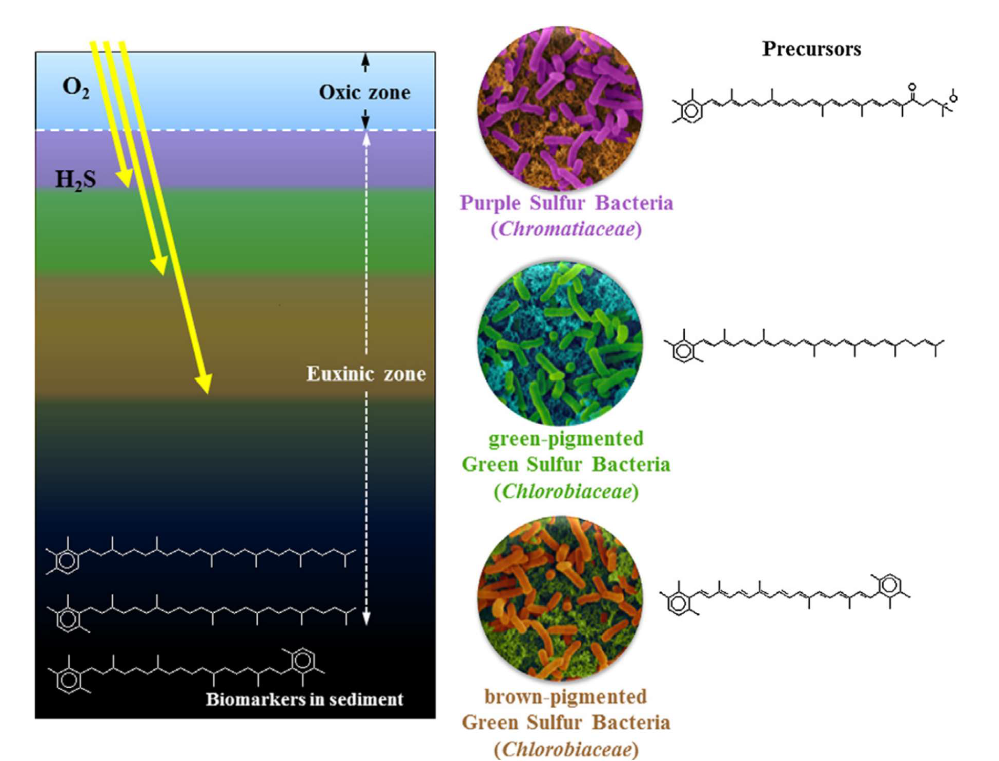 O₂
Oxic zone
H₂S
Euxinic zone
Biomarkers in sediment
Purple Sulfur Bacteria
(Chromatiaceae)
green-pigmented
Green Sulfur Bacteria
(Chlorobiaceae)
brown-pigmented
Green Sulfur Bacteria
(Chlorobiaceae)
Precursors
O
O